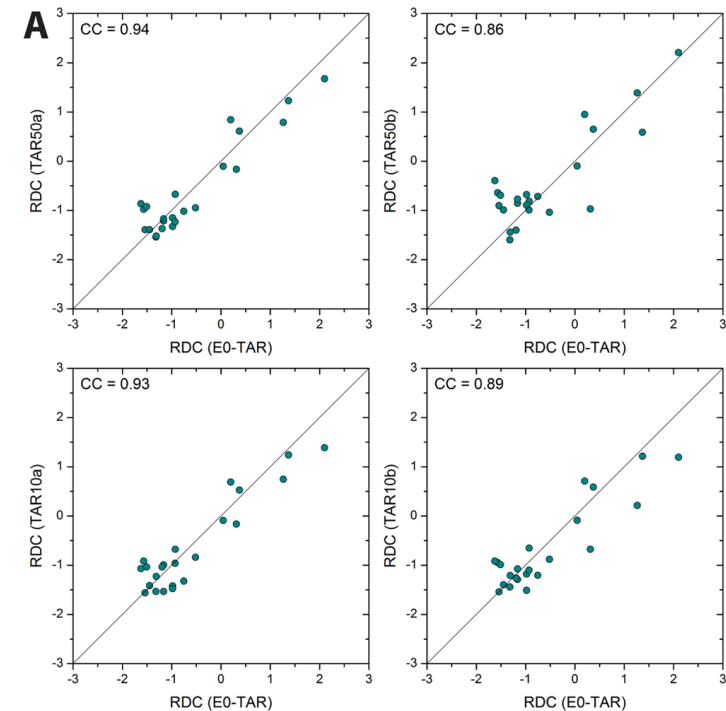 A
CC = 0.94
3
2
1
0
-1
-2
-3
-3 -2 -1 0 1 2 3
RDC (TAR50a)
RDC (E0-TAR)
CC = 0.86
3
2
1
0
-1
-2
-3
-3 -2 -1 0 1 2 3
RDC (TAR50b)
RDC (E0-TAR)
CC = 0.93
3
2
1
0
-1
-2
-3
-3 -2 -1 0 1 2 3
RDC (TAR10a)
RDC (E0-TAR)
CC = 0.89
3
2
1
0
-1
-2
-3
-3 -2 -1 0 1 2 3
RDC (TAR10b)
RDC (E0-TAR)